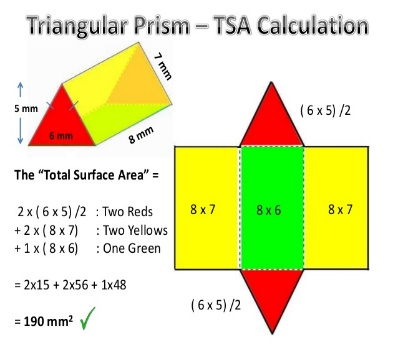 Triangular Prism – TSA Calculation
7 mm
5 mm
6 mm
8 mm
( 6 x 5) /2
The “Total Surface Area” =
8 x 7
8 x 6
8 x 7
2 x ( 6 x 5) /2 : Two Reds
+ 2 x ( 8 x 7) : Two Yellows
+ 1 x ( 8 x 6) : One Green
= 2x15 + 2x56 + 1x48
( 6 x 5) /2
= 190 mm² ✓